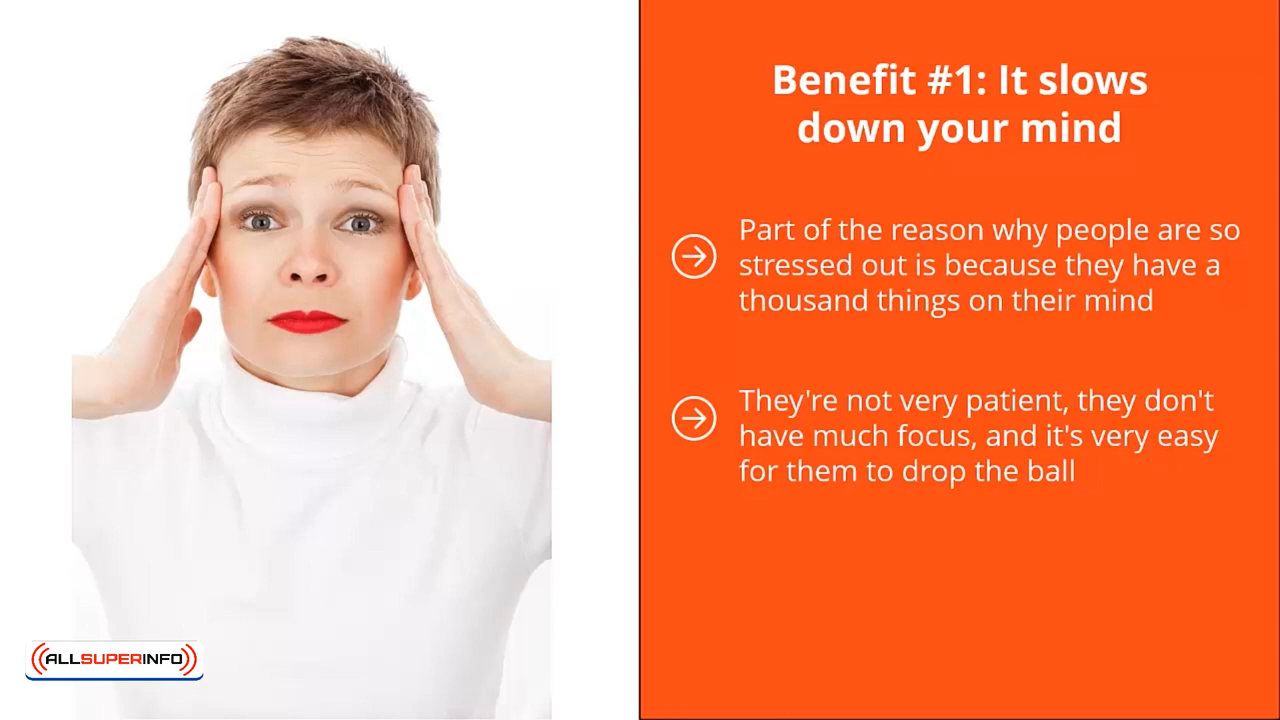 Benefit #1: It slows
down your mind
Part of the reason why people are so
stressed out is because they have a
thousand things on their mind
They're not very patient, they don't
have much focus, and it's very easy
for them to drop the ball
ALLSUPERINFO